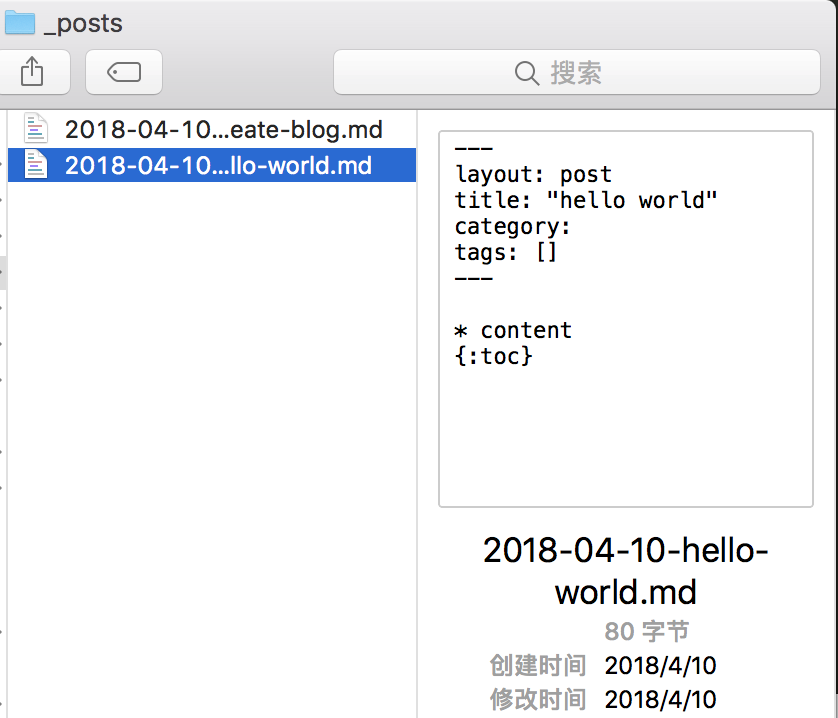 _posts
搜索
2018-04-10...eate-blog.md
2018-04-10...llo-world.md
---
layout: post
title: "hello world"
category:
tags: []
---
* content
{:toc}
2018-04-10-hello-
world.md
80 字节
创建时间 2018/4/10
修改时间 2018/4/10